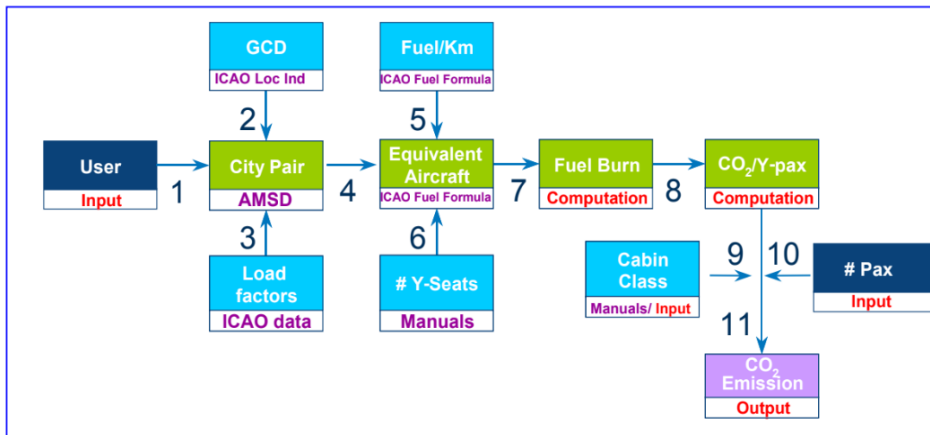 GCD
ICAO Loc Ind
Fuel/Km
ICAO Fuel Formula
2
5
User
Input
1
City Pair
AMSD
4
Equivalent
Aircraft
ICAO Fuel Formula
7
Fuel Burn
Computation
8
CO₂/Y-pax
Computation
3
6
Load
factors
ICAO data
# Y-Seats
Manuals
Cabin
Class
Manuals/ Input
9
10
# Pax
Input
11
CO₂
Emission
Output